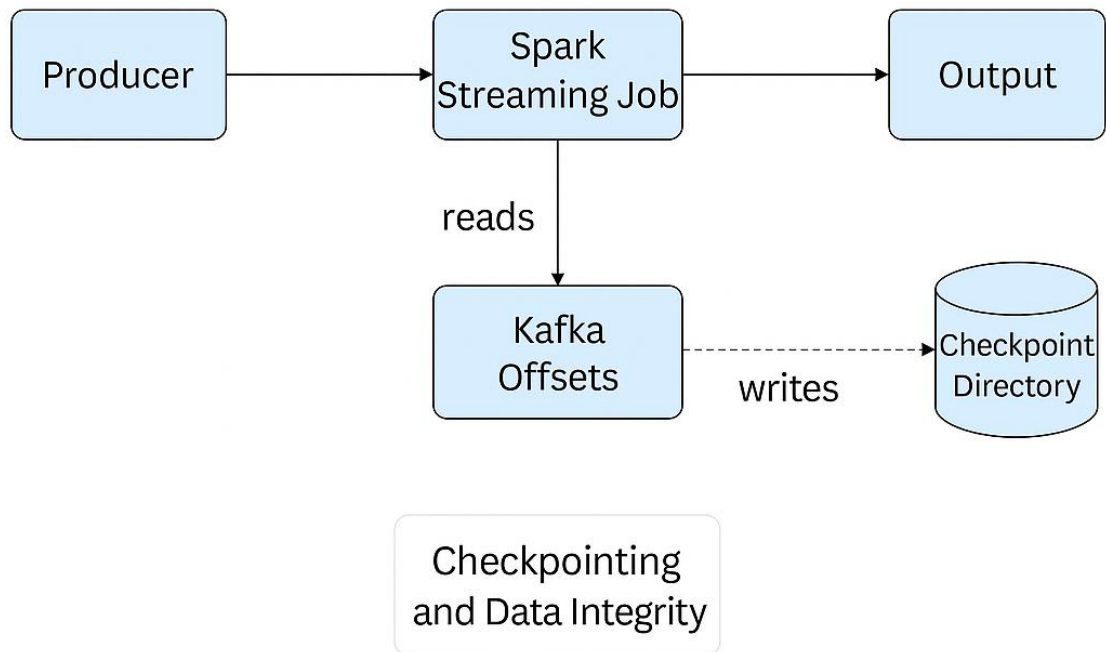 Producer
Spark
Streaming Job
Output
reads
Kafka
Offsets
writes
Checkpoint
Directory
Checkpointing
and Data Integrity